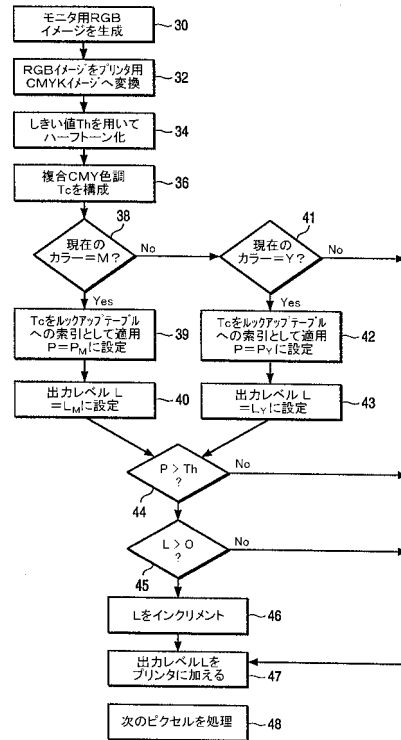 モニタ用RGB
イメージを生成
30
RGBイメージをプリンタ用
CMYKイメージへ変換
32
しきい値Thを用いて
ハーフトーン化
34
複合CMY色調
Tcを構成
36
38
現在の
カラー=M?
No
Yes
41
現在の
カラー=Y?
No
Yes
Tcをルックアップテーブル
への索引として適用
P=PMに設定
39
Tcをルックアップテーブル
への索引として適用
P=PYに設定
42
出力レベル L
=LMに設定
40
出力レベル L
=LYに設定
43
P > Th
?
No
44
L > O
?
No
45
Lをインクリメント
46
出力レベルLを
プリンタに加える
47
次のピクセルを処理
48